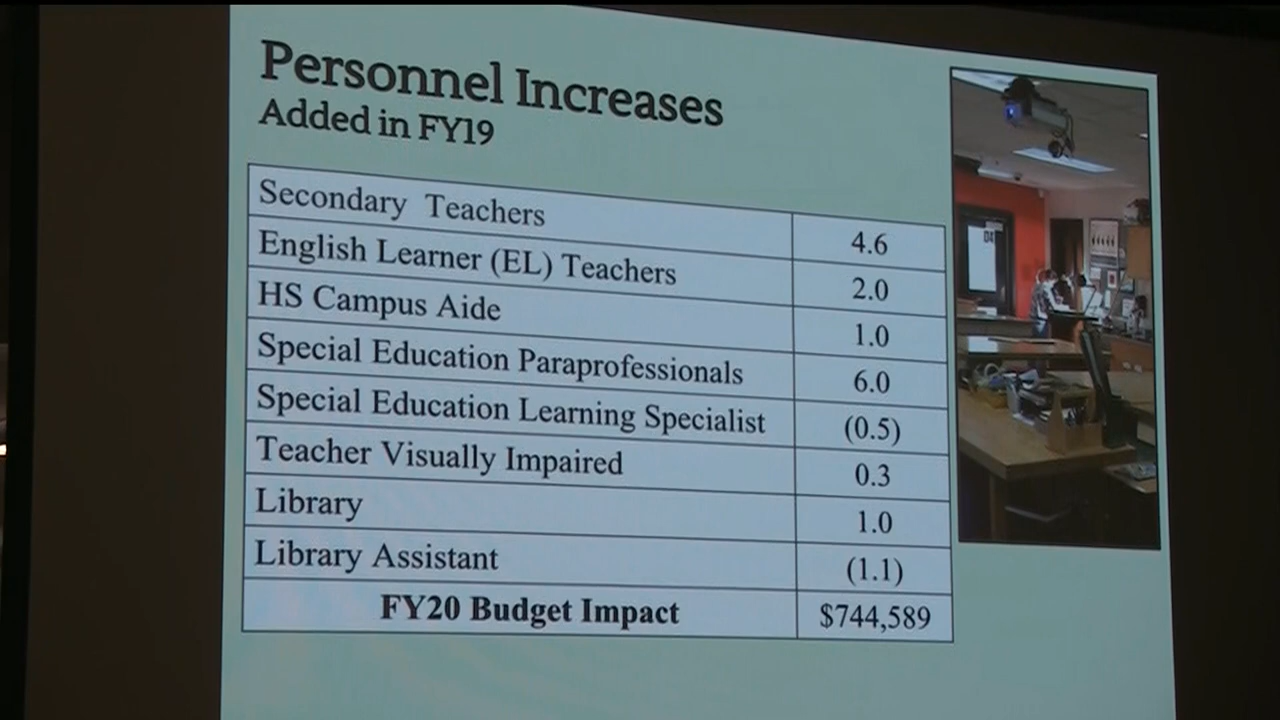 Personnel Increases
Added in FY19
Secondary Teachers 4.6
English Learner (EL) Teachers 2.0
HS Campus Aide 1.0
Special Education Paraprofessionals 6.0
Special Education Learning Specialist (0.5)
Teacher Visually Impaired 0.3
Library 1.0
Library Assistant (1.1)
FY20 Budget Impact $744,589